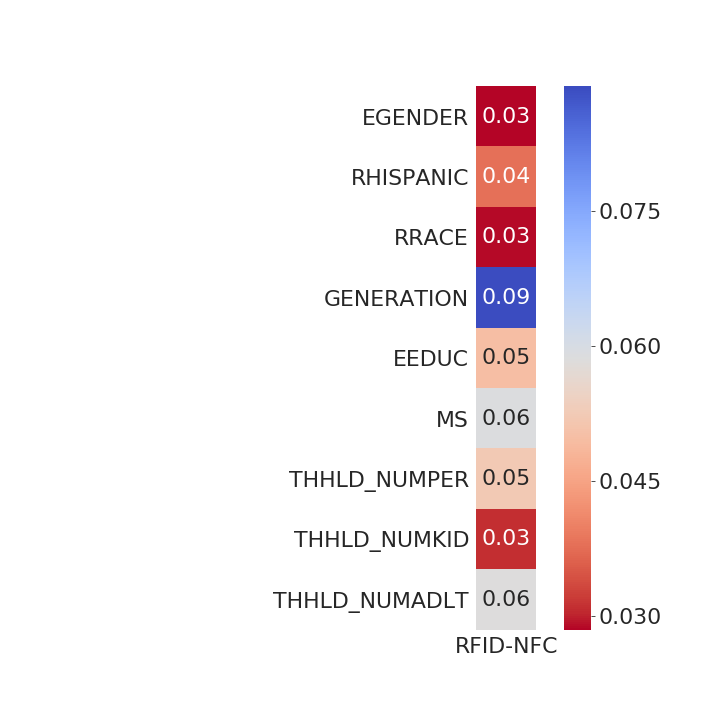 EGENDER 0.03
RHISPANIC 0.04
RRACE 0.03
GENERATION 0.09
EEDUC 0.05
MS 0.06
THHLD_NUMPER 0.05
THHLD_NUMKID 0.03
THHLD_NUMADLT 0.06
RFID-NFC
0.075
0.060
0.045
0.030